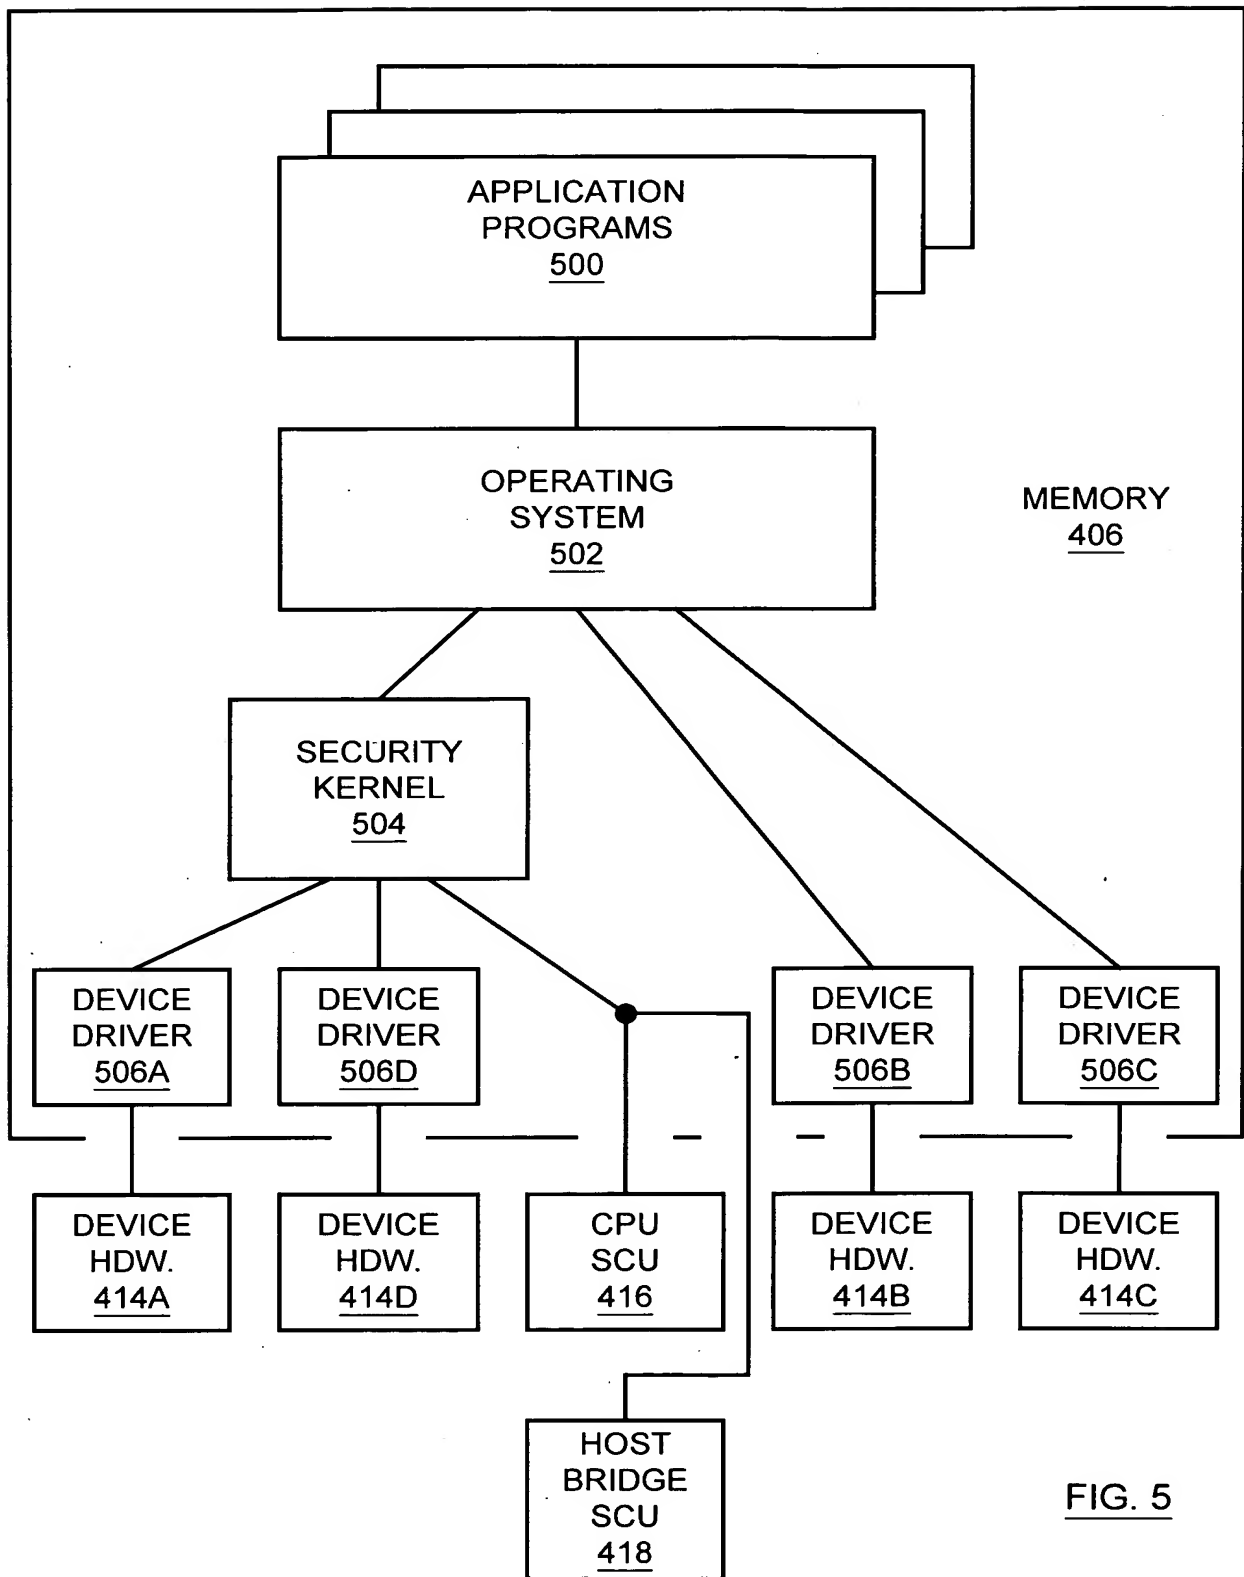 APPLICATION
PROGRAMS
500
OPERATING
SYSTEM
502
MEMORY
406
SECURITY
KERNEL
504
DEVICE
DRIVER
506A
DEVICE
DRIVER
506D
DEVICE
DRIVER
506B
DEVICE
DRIVER
506C
DEVICE
HDW.
414A
DEVICE
HDW.
414D
CPU
SCU
416
DEVICE
HDW.
414B
DEVICE
HDW.
414C
HOST
BRIDGE
SCU
418
FIG. 5